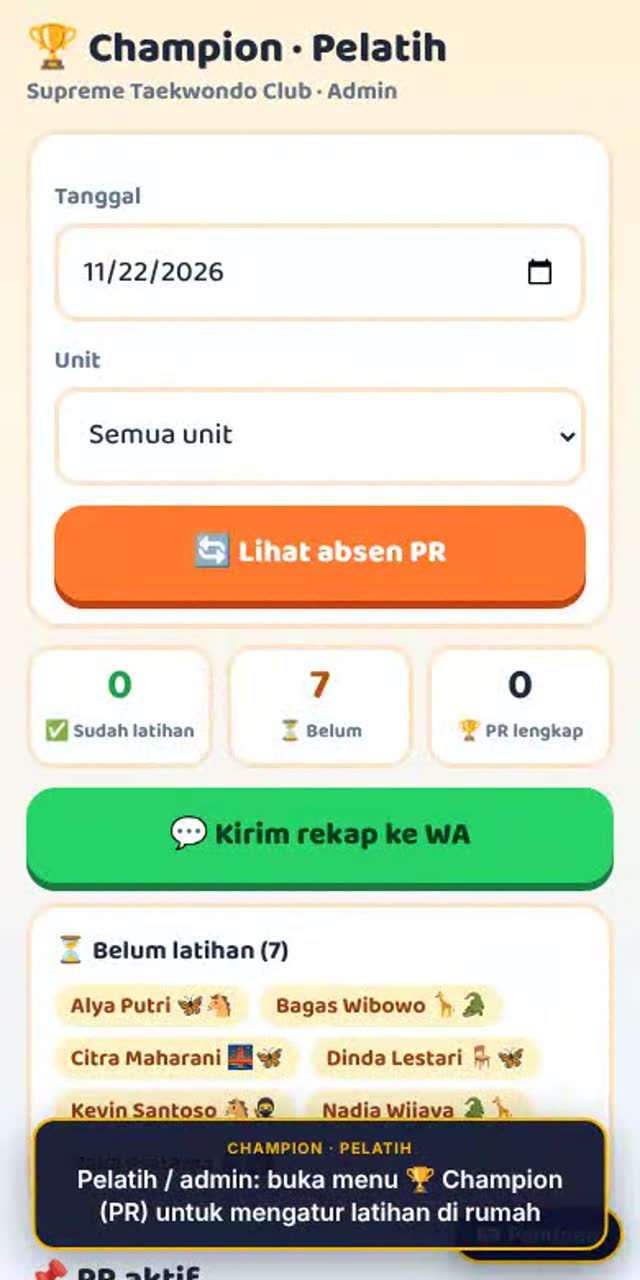 🏆 Champion · Pelatih
Supreme Taekwondo Club · Admin
Tanggal
11/22/2026
Unit
Semua unit
🔄 Lihat absen PR
0
✅ Sudah latihan
7
⏳ Belum
0
🏆 PR lengkap
💬 Kirim rekap ke WA
⏳ Belum latihan (7)
Alya Putri 🦋🐴
Bagas Wibowo 🦒🐊
Citra Maharani 🌉🦋
Dinda Lestari 🪑🦋
Kevin Santoso 🐴🥷
Nadia Wijaya 🐊🦒
CHAMPION · PELATIH
Pelatih / admin: buka menu 🏆 Champion
(PR) untuk mengatur latihan di rumah
📌 PR aktif